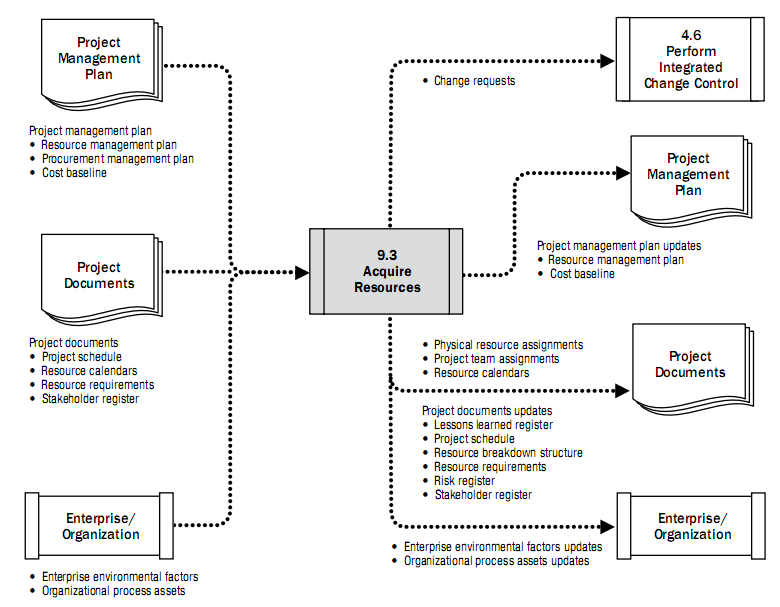 Project
Management
Plan
Project management plan
• Resource management plan
• Procurement management plan
• Cost baseline
Project
Documents
Project documents
• Project schedule
• Resource calendars
• Resource requirements
• Stakeholder register
Enterprise/
Organization
• Enterprise environmental factors
• Organizational process assets
9.3
Acquire
Resources
• Change requests
4.6
Perform
Integrated
Change Control
Project
Management
Plan
Project management plan updates
• Resource management plan
• Cost baseline
• Physical resource assignments
• Project team assignments
• Resource calendars
Project
Documents
Project documents updates
• Lessons learned register
• Project schedule
• Resource breakdown structure
• Resource requirements
• Risk register
• Stakeholder register
Enterprise/
Organization
• Enterprise environmental factors updates
• Organizational process assets updates